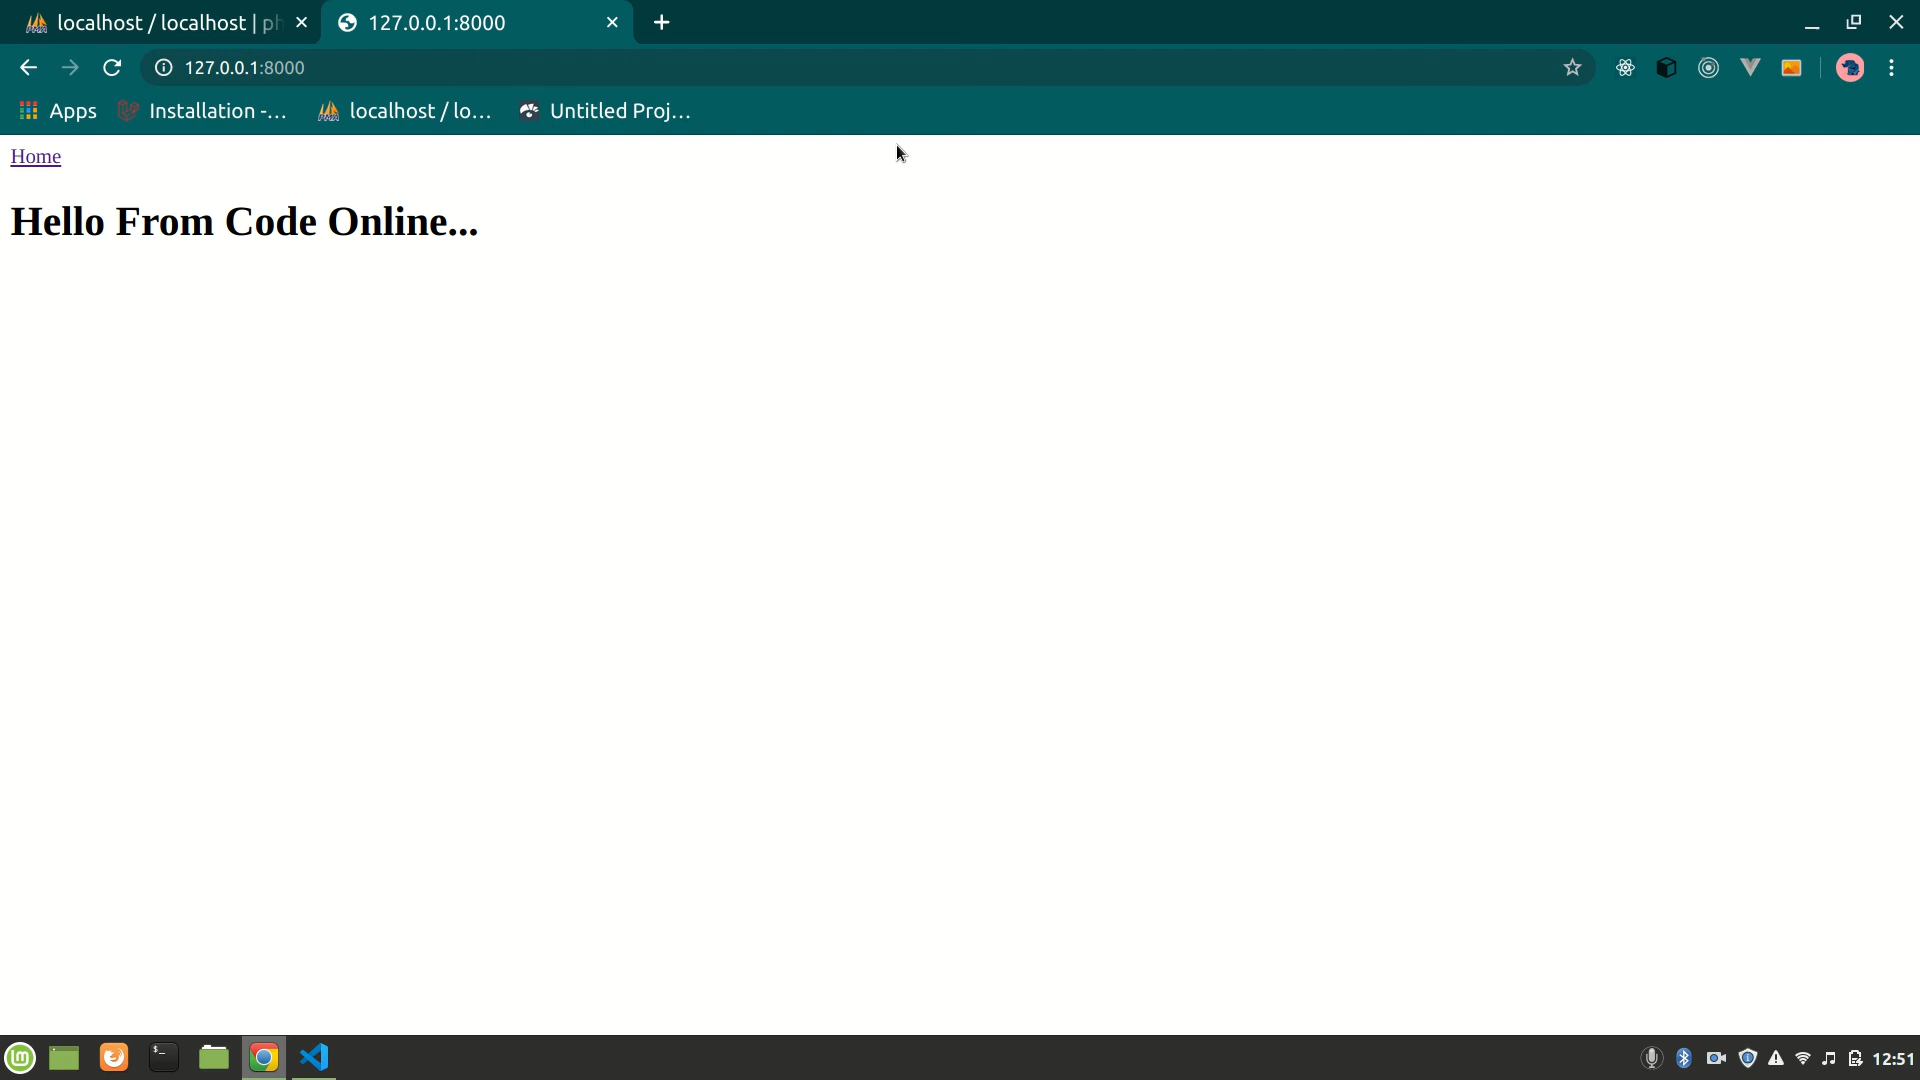 localhost / localhost | ph
127.0.0.1:8000
127.0.0.1:8000
Apps
Installation -...
localhost / lo...
Untitled Proj...
Home
Hello From Code Online...
12:51